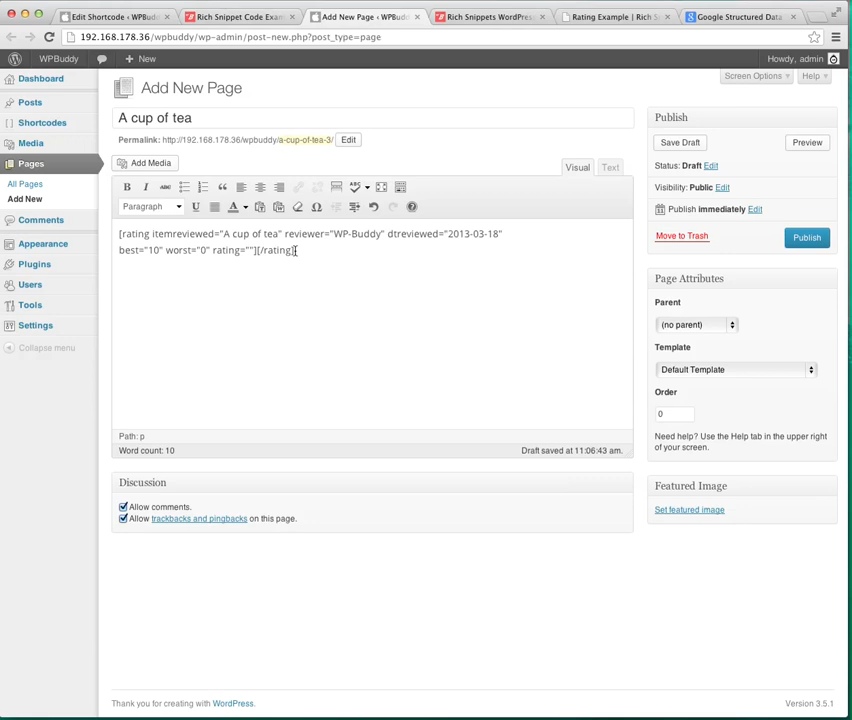 Edit Shortcode ‹ WPBudd
Rich Snippet Code Exam
Add New Page ‹ WPBuddy
Rich Snippets WordPress
Rating Example | Rich S
Google Structured Data
192.168.178.36/wpbuddy/wp-admin/post-new.php?post_type=page
WPBuddy
+ New
Howdy, admin
Dashboard
Posts
Shortcodes
Media
Pages
All Pages
Add New
Comments
Appearance
Plugins
Users
Tools
Settings
Collapse menu
Screen Options
Help
Add New Page
A cup of tea
Permalink: http://192.168.178.36/wpbuddy/a-cup-of-tea-3/ Edit
Add Media
Visual
Text
B I ABC
ABC
Paragraph U A Ω
[rating itemreviewed="A cup of tea" reviewer="WP-Buddy" dtreviewed="2013-03-18"
best="10" worst="0" rating=""][/rating]
Path: p
Word count: 10
Draft saved at 11:06:43 am.
Discussion
Allow comments.
Allow trackbacks and pingbacks on this page.
Publish
Save Draft
Preview
Status: Draft Edit
Visibility: Public Edit
Publish immediately Edit
Move to Trash
Publish
Page Attributes
Parent
(no parent)
Template
Default Template
Order
0
Need help? Use the Help tab in the upper right
of your screen.
Featured Image
Set featured image
Thank you for creating with WordPress.
Version 3.5.1